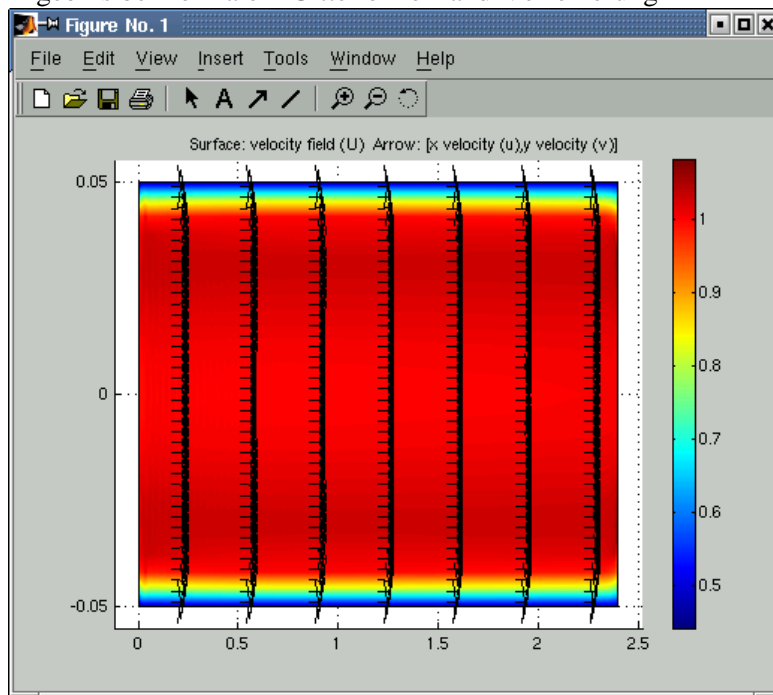 Figure No. 1
File Edit View Insert Tools Window Help
A
Surface: velocity field (U) Arrow: [x velocity (u),y velocity (v)]
0.05
0
-0.05
0 0.5 1 1.5 2 2.5
1
0.9
0.8
0.7
0.6
0.5